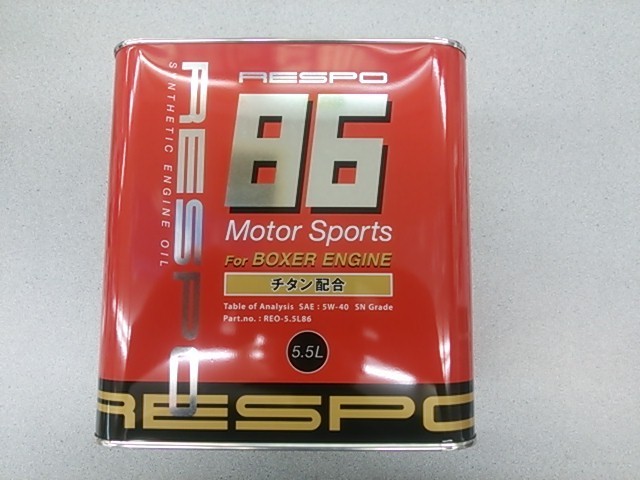 RESPO
SYNTHETIC ENGINE OIL
RESPO
86
Motor Sports
For BOXER ENGINE
チタン配合
Table of Analysis SAE : 5W-40 SN Grade
Part.no. : REO-5.5L86
5.5L
RESPO